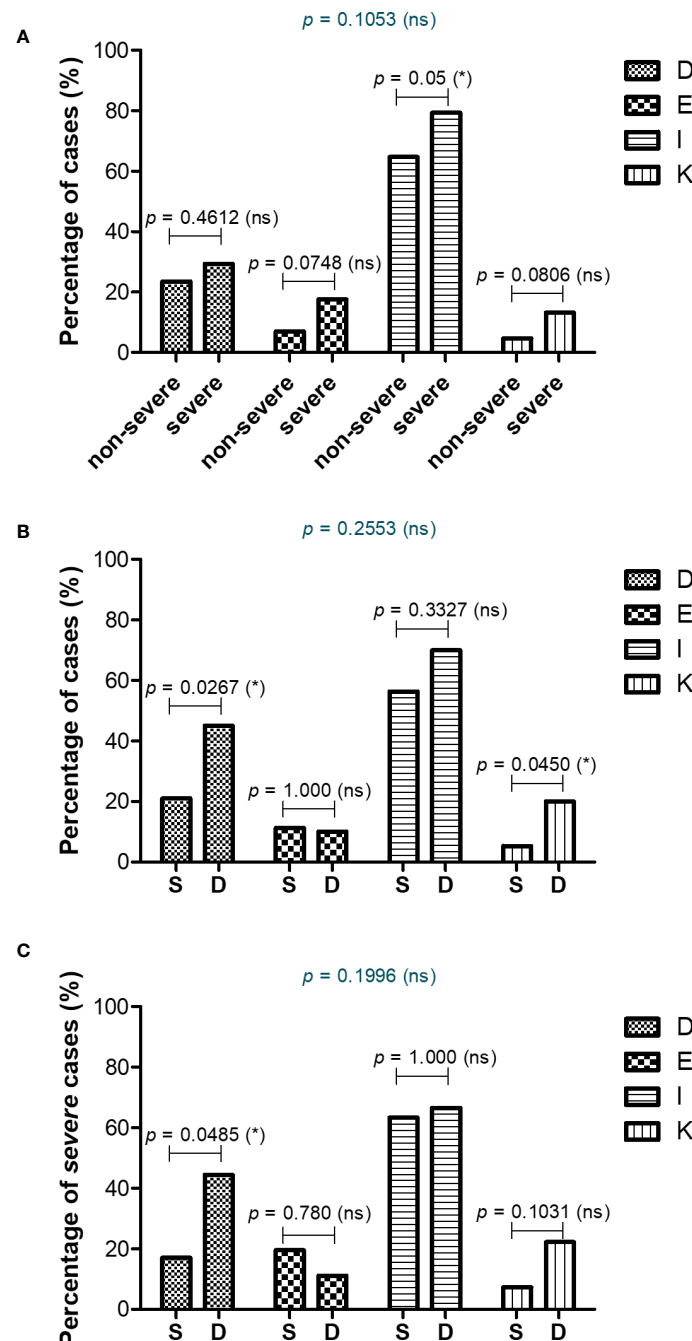 A
p = 0.1053 (ns)
Percentage of cases (%)
100
80
60
40
20
0
p = 0.4612 (ns)
p = 0.0748 (ns)
p = 0.05 (*)
p = 0.0806 (ns)
non-severe
severe
non-severe
severe
non-severe
severe
non-severe
severe
D
E
I
K
B
p = 0.2553 (ns)
Percentage of cases (%)
100
80
60
40
20
0
p = 0.0267 (*)
p = 1.000 (ns)
p = 0.3327 (ns)
p = 0.0450 (*)
S D S D S D S D
D
E
I
K
C
p = 0.1996 (ns)
Percentage of severe cases (%)
100
80
60
40
20
0
p = 0.0485 (*)
p = 0.780 (ns)
p = 1.000 (ns)
p = 0.1031 (ns)
S D S D S D S D
D
E
I
K